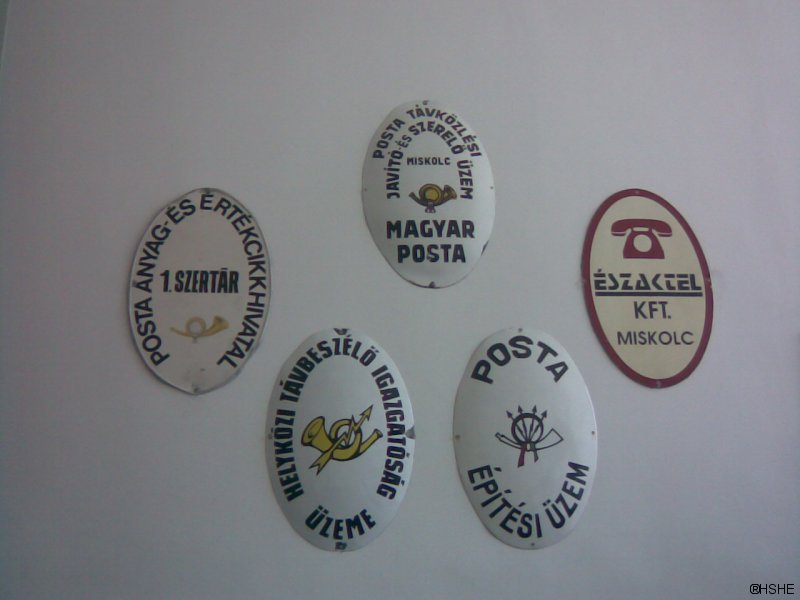 POSTA TÁVKÖZLÉSI
JAVÍTÓ-ÉS SZERELŐ ÜZEM
MISKOLC
MAGYAR
POSTA
POSTA ANYAG-ÉS ÉRTÉKCIKKHIVATAL
1. SZERTÁR
ÉSZAKTEL
KFT.
MISKOLC
HELYKÖZI TÁVBESZÉLŐ IGAZGATÓSÁG
ÜZEME
POSTA
ÉPÍTÉSI ÜZEM
©HSHE